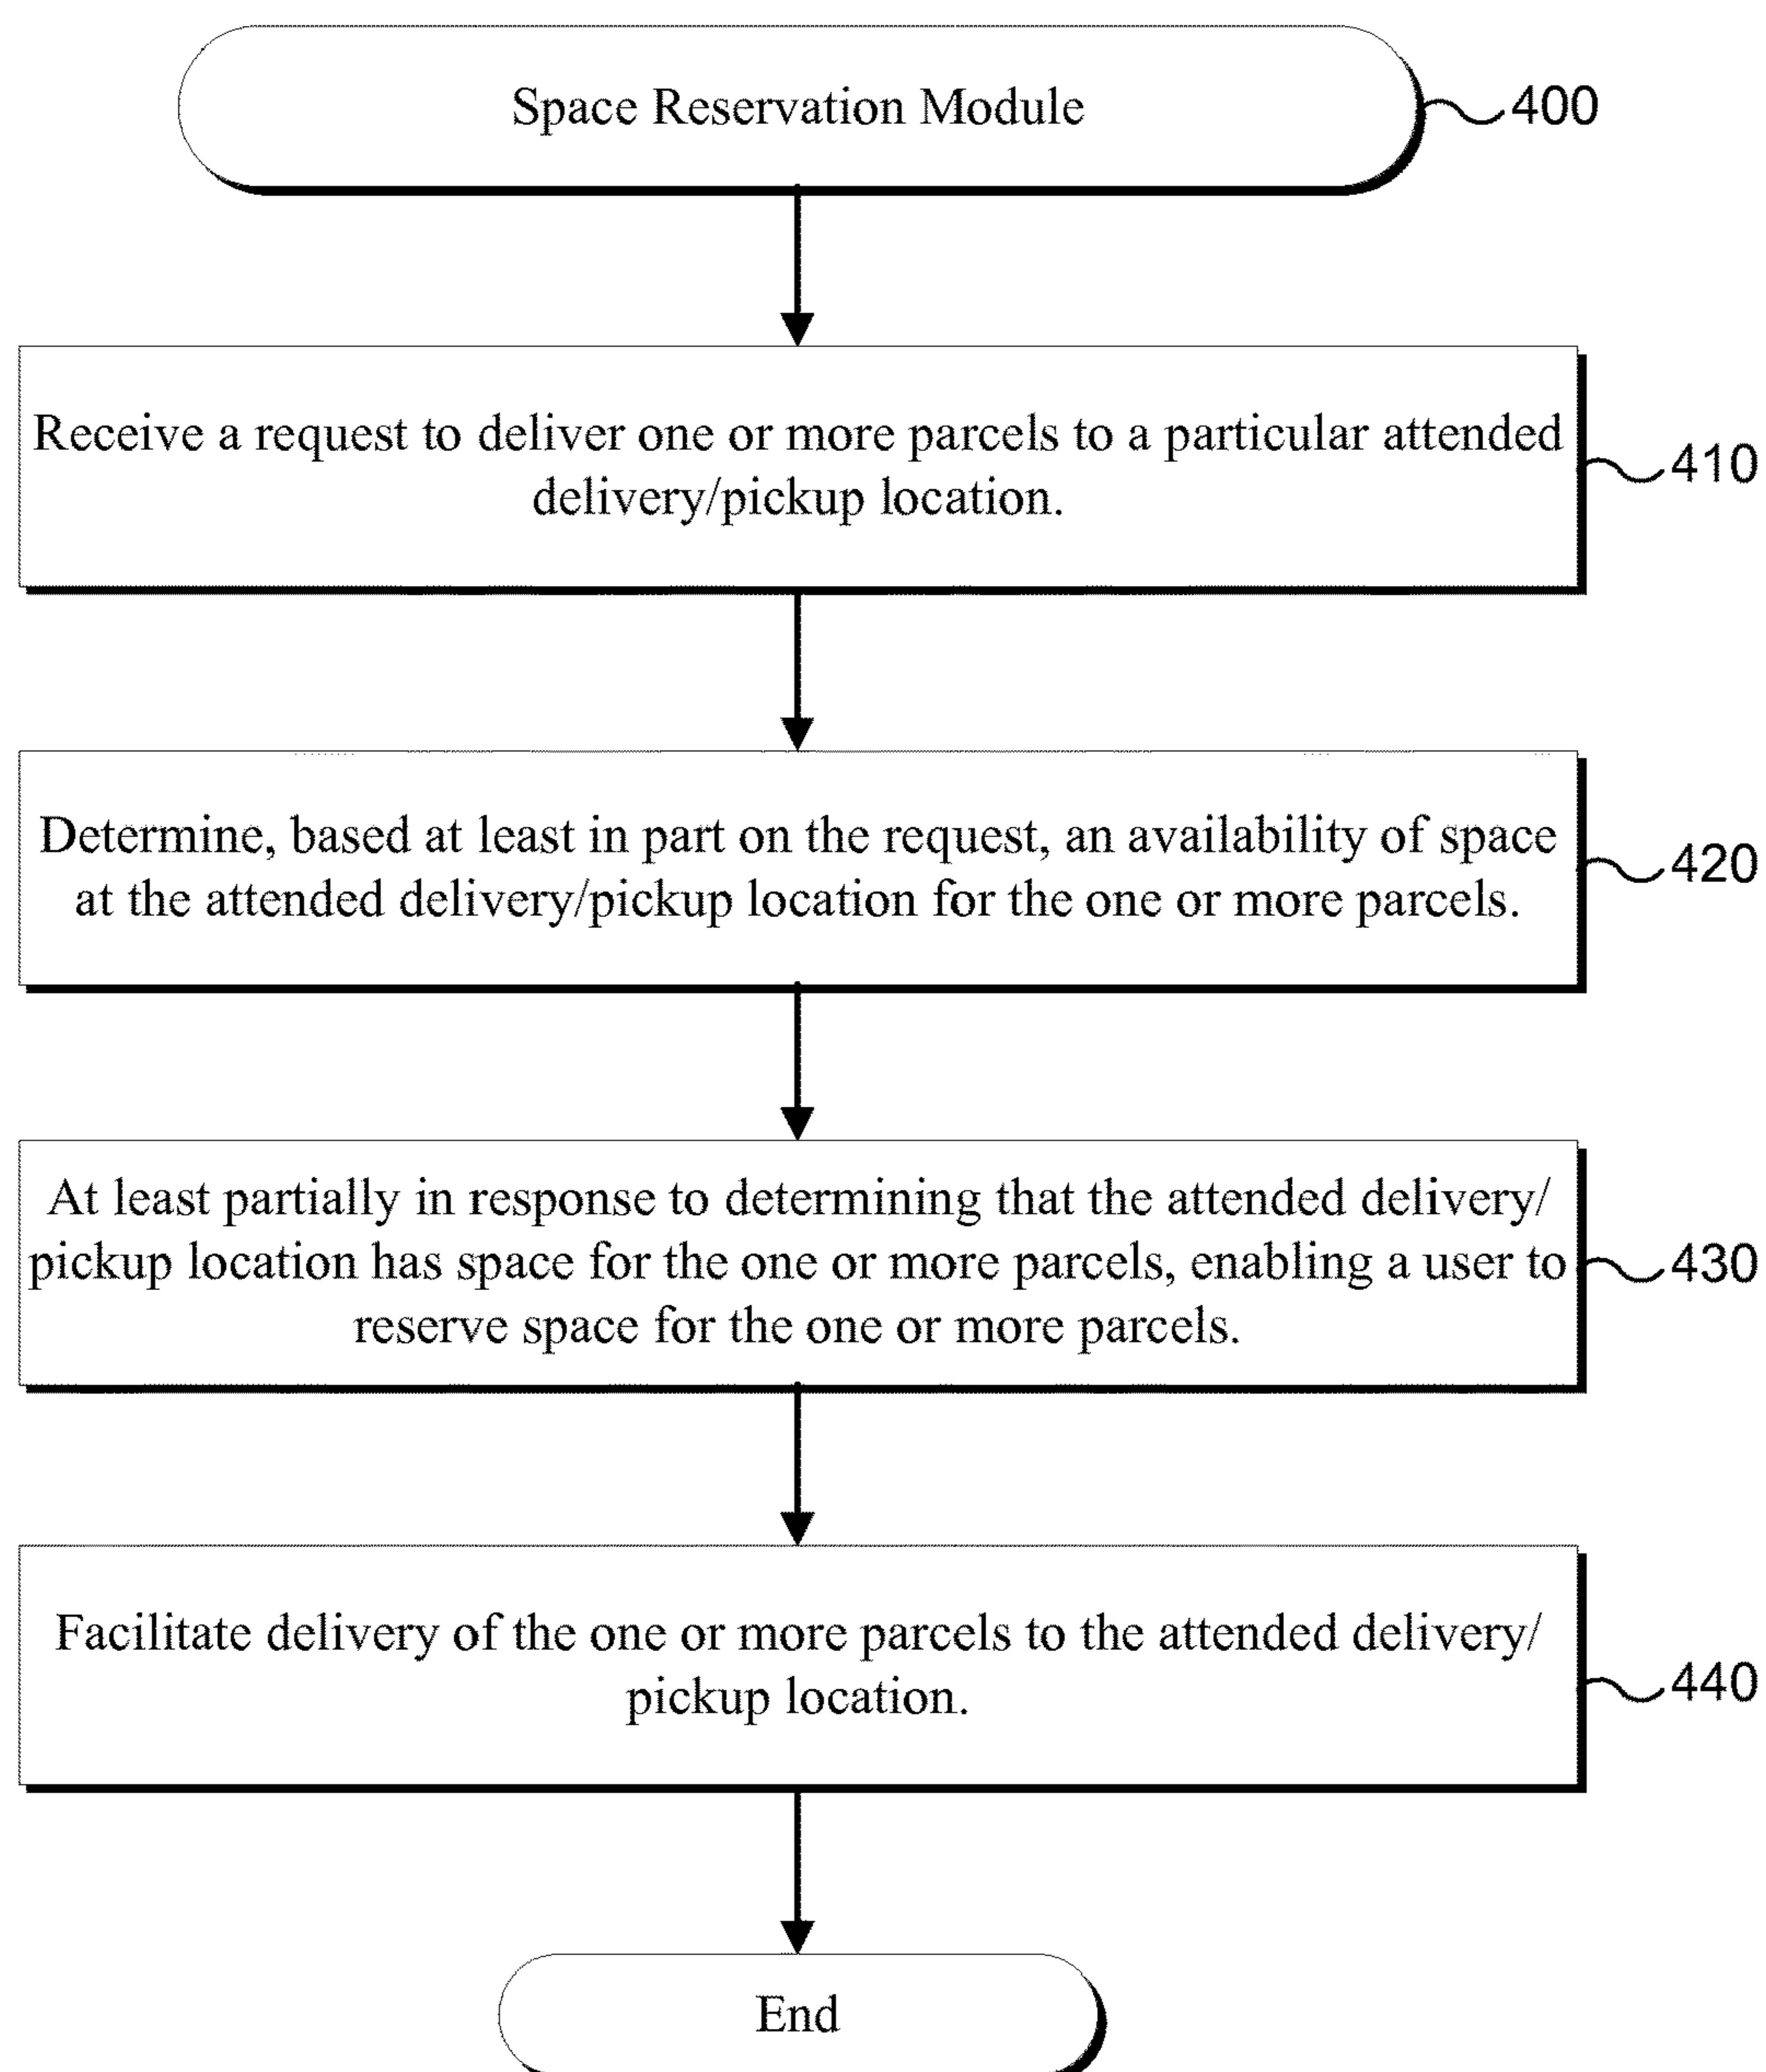 Space Reservation Module
400
Receive a request to deliver one or more parcels to a particular attended
delivery/pickup location.
410
Determine, based at least in part on the request, an availability of space
at the attended delivery/pickup location for the one or more parcels.
420
At least partially in response to determining that the attended delivery/
pickup location has space for the one or more parcels, enabling a user to
reserve space for the one or more parcels.
430
Facilitate delivery of the one or more parcels to the attended delivery/
pickup location.
440
End